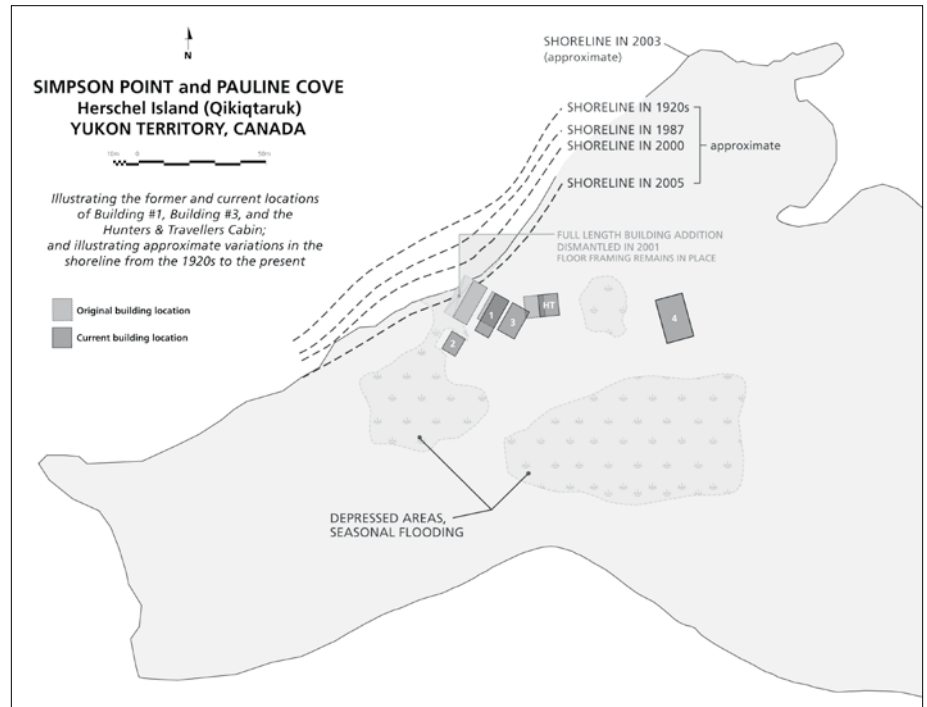 N
SIMPSON POINT and PAULINE COVE
Herschel Island (Qikiqtaruk)
YUKON TERRITORY, CANADA
10m 0 50m
Illustrating the former and current locations
of Building #1, Building #3, and the
Hunters & Travellers Cabin;
and illustrating approximate variations in the
shoreline from the 1920s to the present
Original building location
Current building location
SHORELINE IN 2003
(approximate)
SHORELINE IN 1920s
SHORELINE IN 1987
SHORELINE IN 2000
approximate
SHORELINE IN 2005
FULL LENGTH BUILDING ADDITION
DISMANTLED IN 2001
FLOOR FRAMING REMAINS IN PLACE
1
3
HT
4
2
DEPRESSED AREAS,
SEASONAL FLOODING